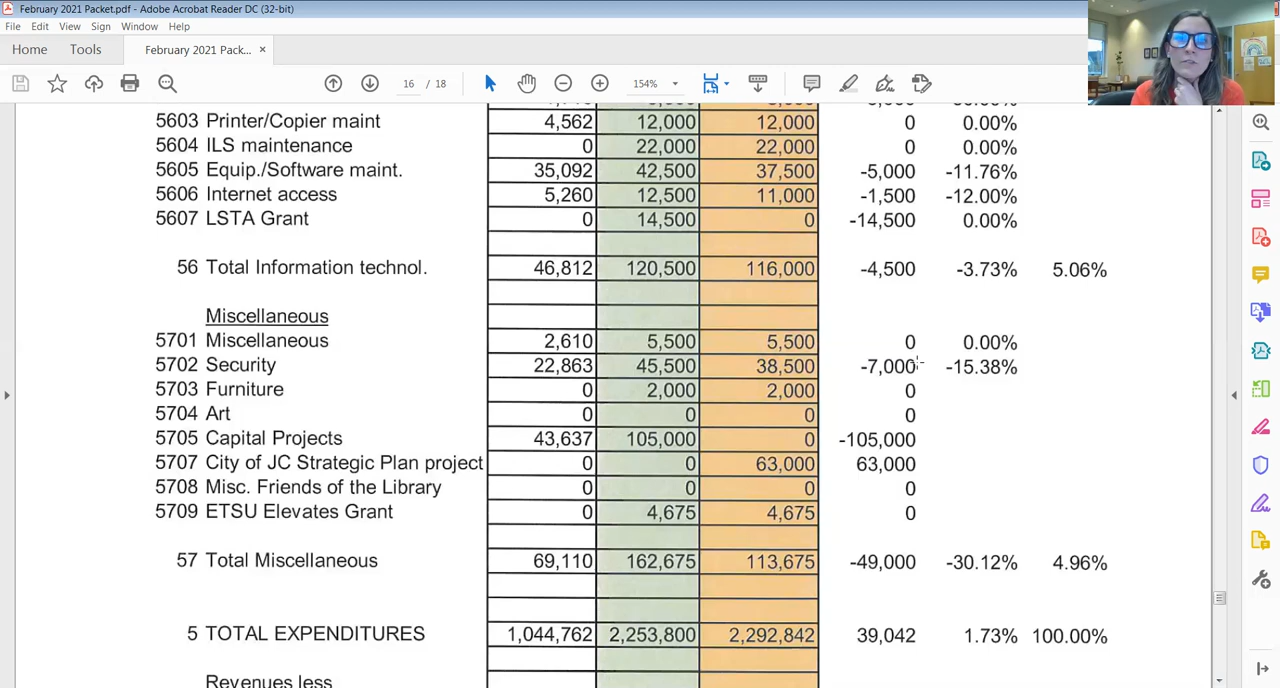 February 2021 Packet.pdf - Adobe Acrobat Reader DC (32-bit)
File Edit View Sign Window Help
Home Tools February 2021 Pack... ×
16 / 18 154%
5603 Printer/Copier maint 4,562 12,000 12,000 0 0.00%
5604 ILS maintenance 0 22,000 22,000 0 0.00%
5605 Equip./Software maint. 35,092 42,500 37,500 -5,000 -11.76%
5606 Internet access 5,260 12,500 11,000 -1,500 -12.00%
5607 LSTA Grant 0 14,500 0 -14,500 0.00%
56 Total Information technol. 46,812 120,500 116,000 -4,500 -3.73% 5.06%
Miscellaneous
5701 Miscellaneous 2,610 5,500 5,500 0 0.00%
5702 Security 22,863 45,500 38,500 -7,000 -15.38%
5703 Furniture 0 2,000 2,000 0
5704 Art 0 0 0 0
5705 Capital Projects 43,637 105,000 0 -105,000
5707 City of JC Strategic Plan project 0 0 63,000 63,000
5708 Misc. Friends of the Library 0 0 0 0
5709 ETSU Elevates Grant 0 4,675 4,675 0
57 Total Miscellaneous 69,110 162,675 113,675 -49,000 -30.12% 4.96%
5 TOTAL EXPENDITURES 1,044,762 2,253,800 2,292,842 39,042 1.73% 100.00%
Revenues less